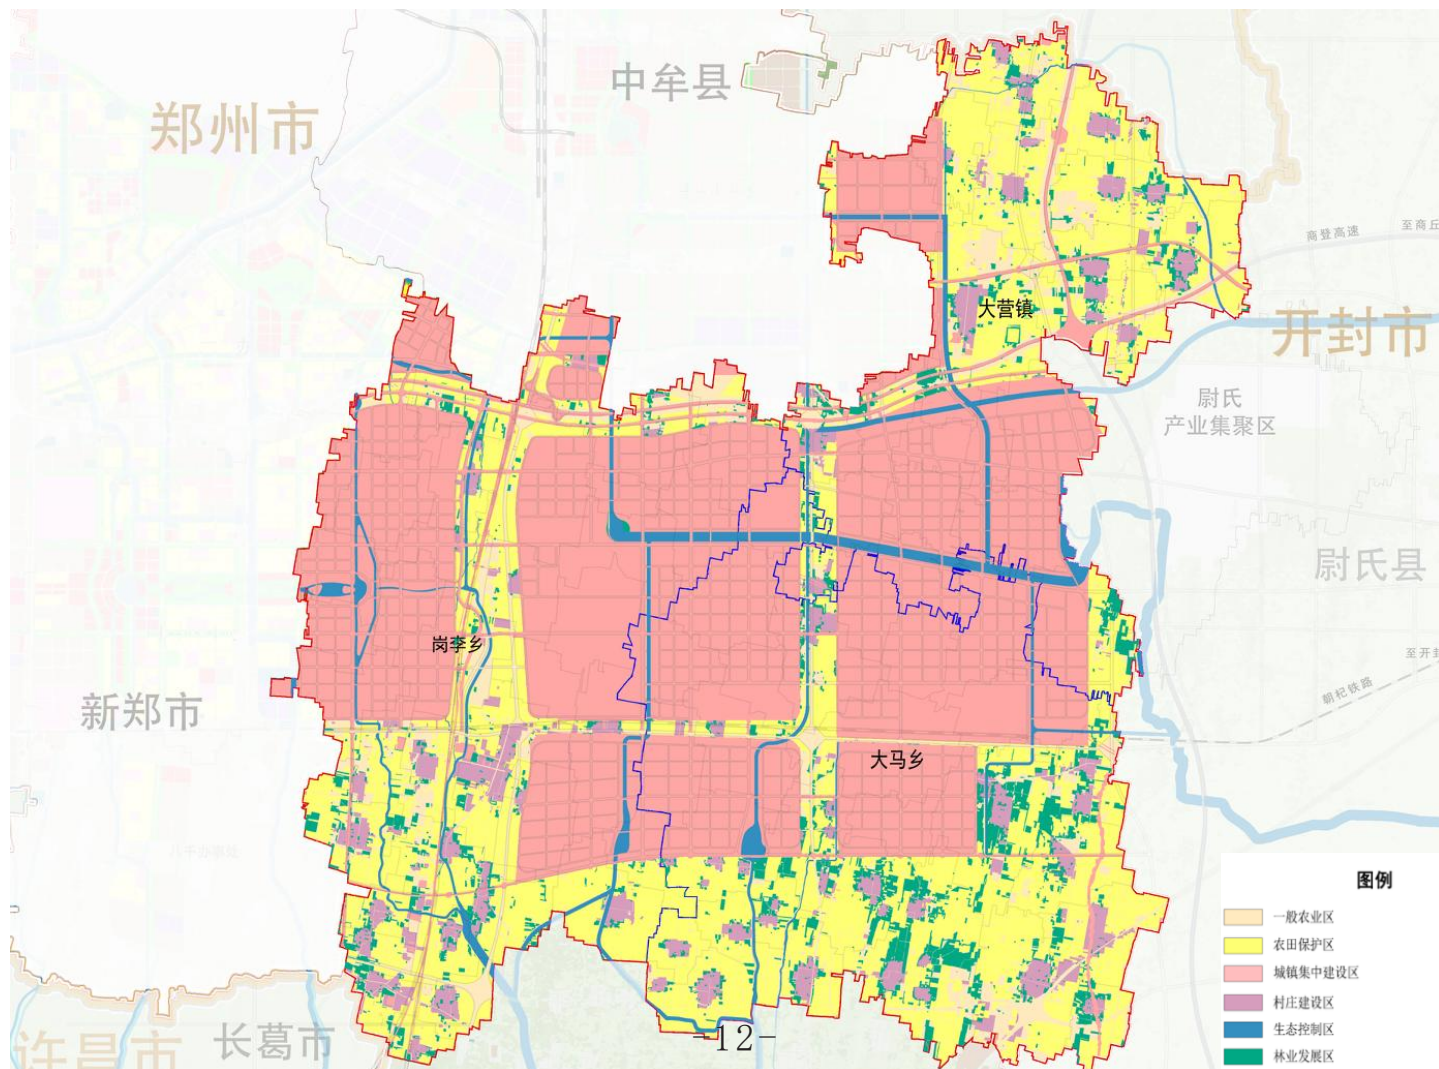 中牟县
郑州市
商登高速
至商丘
大营镇
开封市
尉氏
产业集聚区
尉氏县
岗李乡
至开封
朝杞铁路
新郑市
大马乡
图例
一般农业区
农田保护区
城镇集中建设区
村庄建设区
生态控制区
林业发展区
长葛市
许昌市
-12-